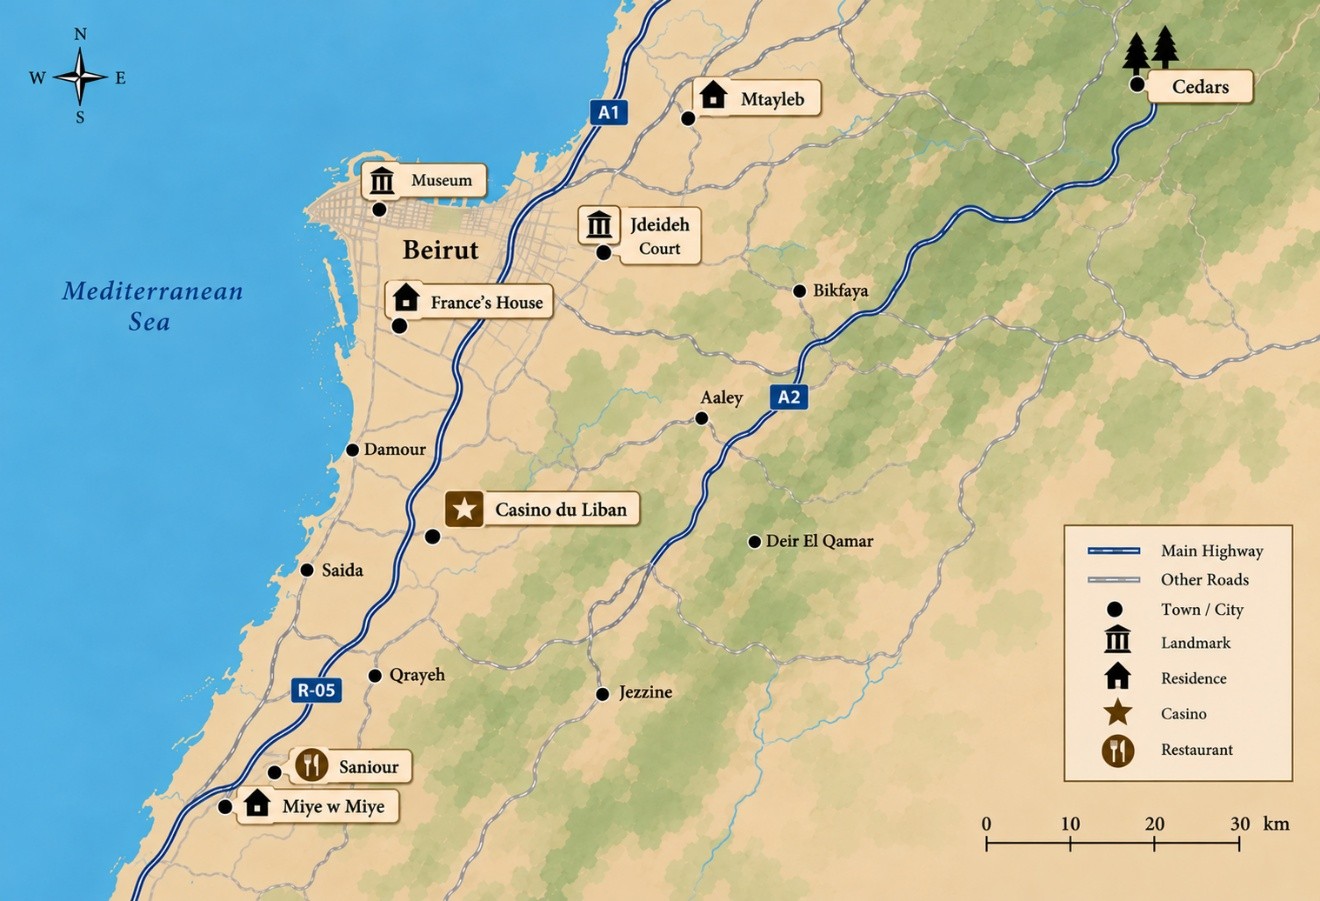 N
W E
S
A1
Mtayleb
Cedars
Museum
Jdeideh
Court
Beirut
Mediterranean
Sea
France's House
Bikfaya
A2
Aaley
Damour
Casino du Liban
Deir El Qamar
Saida
Qrayeh
R-05
Jezzine
Saniour
Miye w Miye
Main Highway
Other Roads
Town / City
Landmark
Residence
Casino
Restaurant
0 10 20 30 km